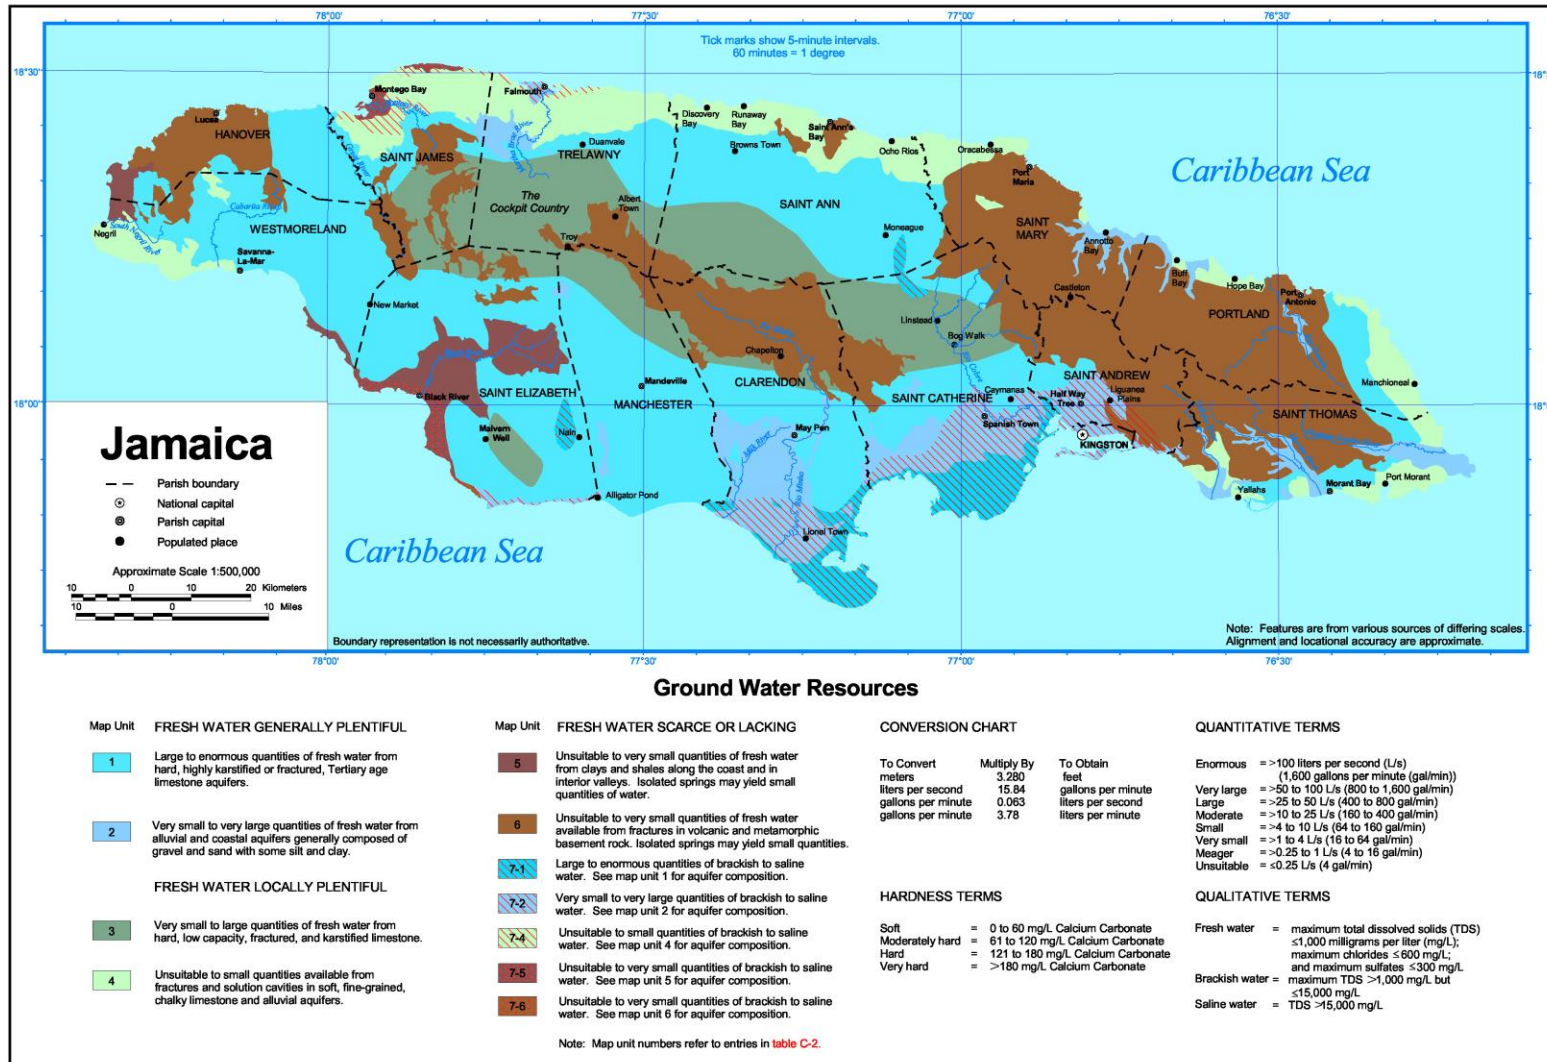 78°00'
77°30'
77°00'
76°30'
Tick marks show 5-minute intervals.
60 minutes = 1 degree
18°30'
Montego Bay
Falmouth
Lucea
HANOVER
Great River
SAINT JAMES
Martha Brae River
Duanvale
TRELAWNY
Discovery
Bay
Runaway
Bay
Browns Town
Saint Ann's
Bay
Ocho Rios
Oracabessa
Port
Maria
Caribbean Sea
The
Cockpit Country
Albert
Town
SAINT ANN
Cabarita River
WESTMORELAND
Negril
South Negril River
Savanna-
La-Mar
Troy
Moneague
SAINT
MARY
Annotto
Bay
Buff
Bay
Hope Bay
Port
Antonio
Castleton
PORTLAND
New Market
Linstead
Bog Walk
Rio Cobre
Chapelton
Black River
SAINT ELIZABETH
Mandeville
MANCHESTER
CLARENDON
SAINT CATHERINE
Caymanas
SAINT ANDREW
Half Way
Tree
Liguanea
Plains
Manchioneal
18°00'
Malvern
Well
Nain
Milk River
May Pen
Spanish Town
KINGSTON
SAINT THOMAS
Alligator Pond
Rio Minho
Lionel Town
Yallahs
Morant Bay
Port Morant
Jamaica
Parish boundary
National capital
Parish capital
Populated place
Approximate Scale 1:500,000
10 0 10 20 Kilometers
10 0 10 Miles
Caribbean Sea
Boundary representation is not necessarily authoritative.
Note: Features are from various sources of differing scales.
Alignment and locational accuracy are approximate.
78°00'
77°30'
77°00'
76°30'
Ground Water Resources
Map Unit FRESH WATER GENERALLY PLENTIFUL
1 Large to enormous quantities of fresh water from
hard, highly karstified or fractured, Tertiary age
limestone aquifers.
2 Very small to very large quantities of fresh water from
alluvial and coastal aquifers generally composed of
gravel and sand with some silt and clay.
FRESH WATER LOCALLY PLENTIFUL
3 Very small to large quantities of fresh water from
hard, low capacity, fractured, and karstified limestone.
4 Unsuitable to small quantities available from
fractures and solution cavities in soft, fine-grained,
chalky limestone and alluvial aquifers.
Map Unit FRESH WATER SCARCE OR LACKING
5 Unsuitable to very small quantities of fresh water
from clays and shales along the coast and in
interior valleys. Isolated springs may yield small
quantities of water.
6 Unsuitable to very small quantities of fresh water
available from fractures in volcanic and metamorphic
basement rock. Isolated springs may yield small quantities.
7-1 Large to enormous quantities of brackish to saline
water. See map unit 1 for aquifer composition.
7-2 Very small to very large quantities of brackish to saline
water. See map unit 2 for aquifer composition.
7-4 Unsuitable to small quantities of brackish to saline
water. See map unit 4 for aquifer composition.
7-5 Unsuitable to very small quantities of brackish to saline
water. See map unit 5 for aquifer composition.
7-6 Unsuitable to very small quantities of brackish to saline
water. See map unit 6 for aquifer composition.
Note: Map unit numbers refer to entries in table C-2.
CONVERSION CHART
To Convert Multiply By To Obtain
meters 3.280 feet
liters per second 15.84 gallons per minute
gallons per minute 0.063 liters per second
gallons per minute 3.78 liters per minute
HARDNESS TERMS
Soft = 0 to 60 mg/L Calcium Carbonate
Moderately hard = 61 to 120 mg/L Calcium Carbonate
Hard = 121 to 180 mg/L Calcium Carbonate
Very hard = >180 mg/L Calcium Carbonate
QUANTITATIVE TERMS
Enormous = >100 liters per second (L/s)
(1,600 gallons per minute (gal/min))
Very large = >50 to 100 L/s (800 to 1,600 gal/min)
Large = >25 to 50 L/s (400 to 800 gal/min)
Moderate = >10 to 25 L/s (160 to 400 gal/min)
Small = >4 to 10 L/s (64 to 160 gal/min)
Very small = >1 to 4 L/s (16 to 64 gal/min)
Meager = >0.25 to 1 L/s (4 to 16 gal/min)
Unsuitable = ≤0.25 L/s (4 gal/min)
QUALITATIVE TERMS
Fresh water = maximum total dissolved solids (TDS)
≤1,000 milligrams per liter (mg/L);
maximum chlorides ≤600 mg/L;
and maximum sulfates ≤300 mg/L
Brackish water = maximum TDS >1,000 mg/L but
≤15,000 mg/L
Saline water = TDS >15,000 mg/L